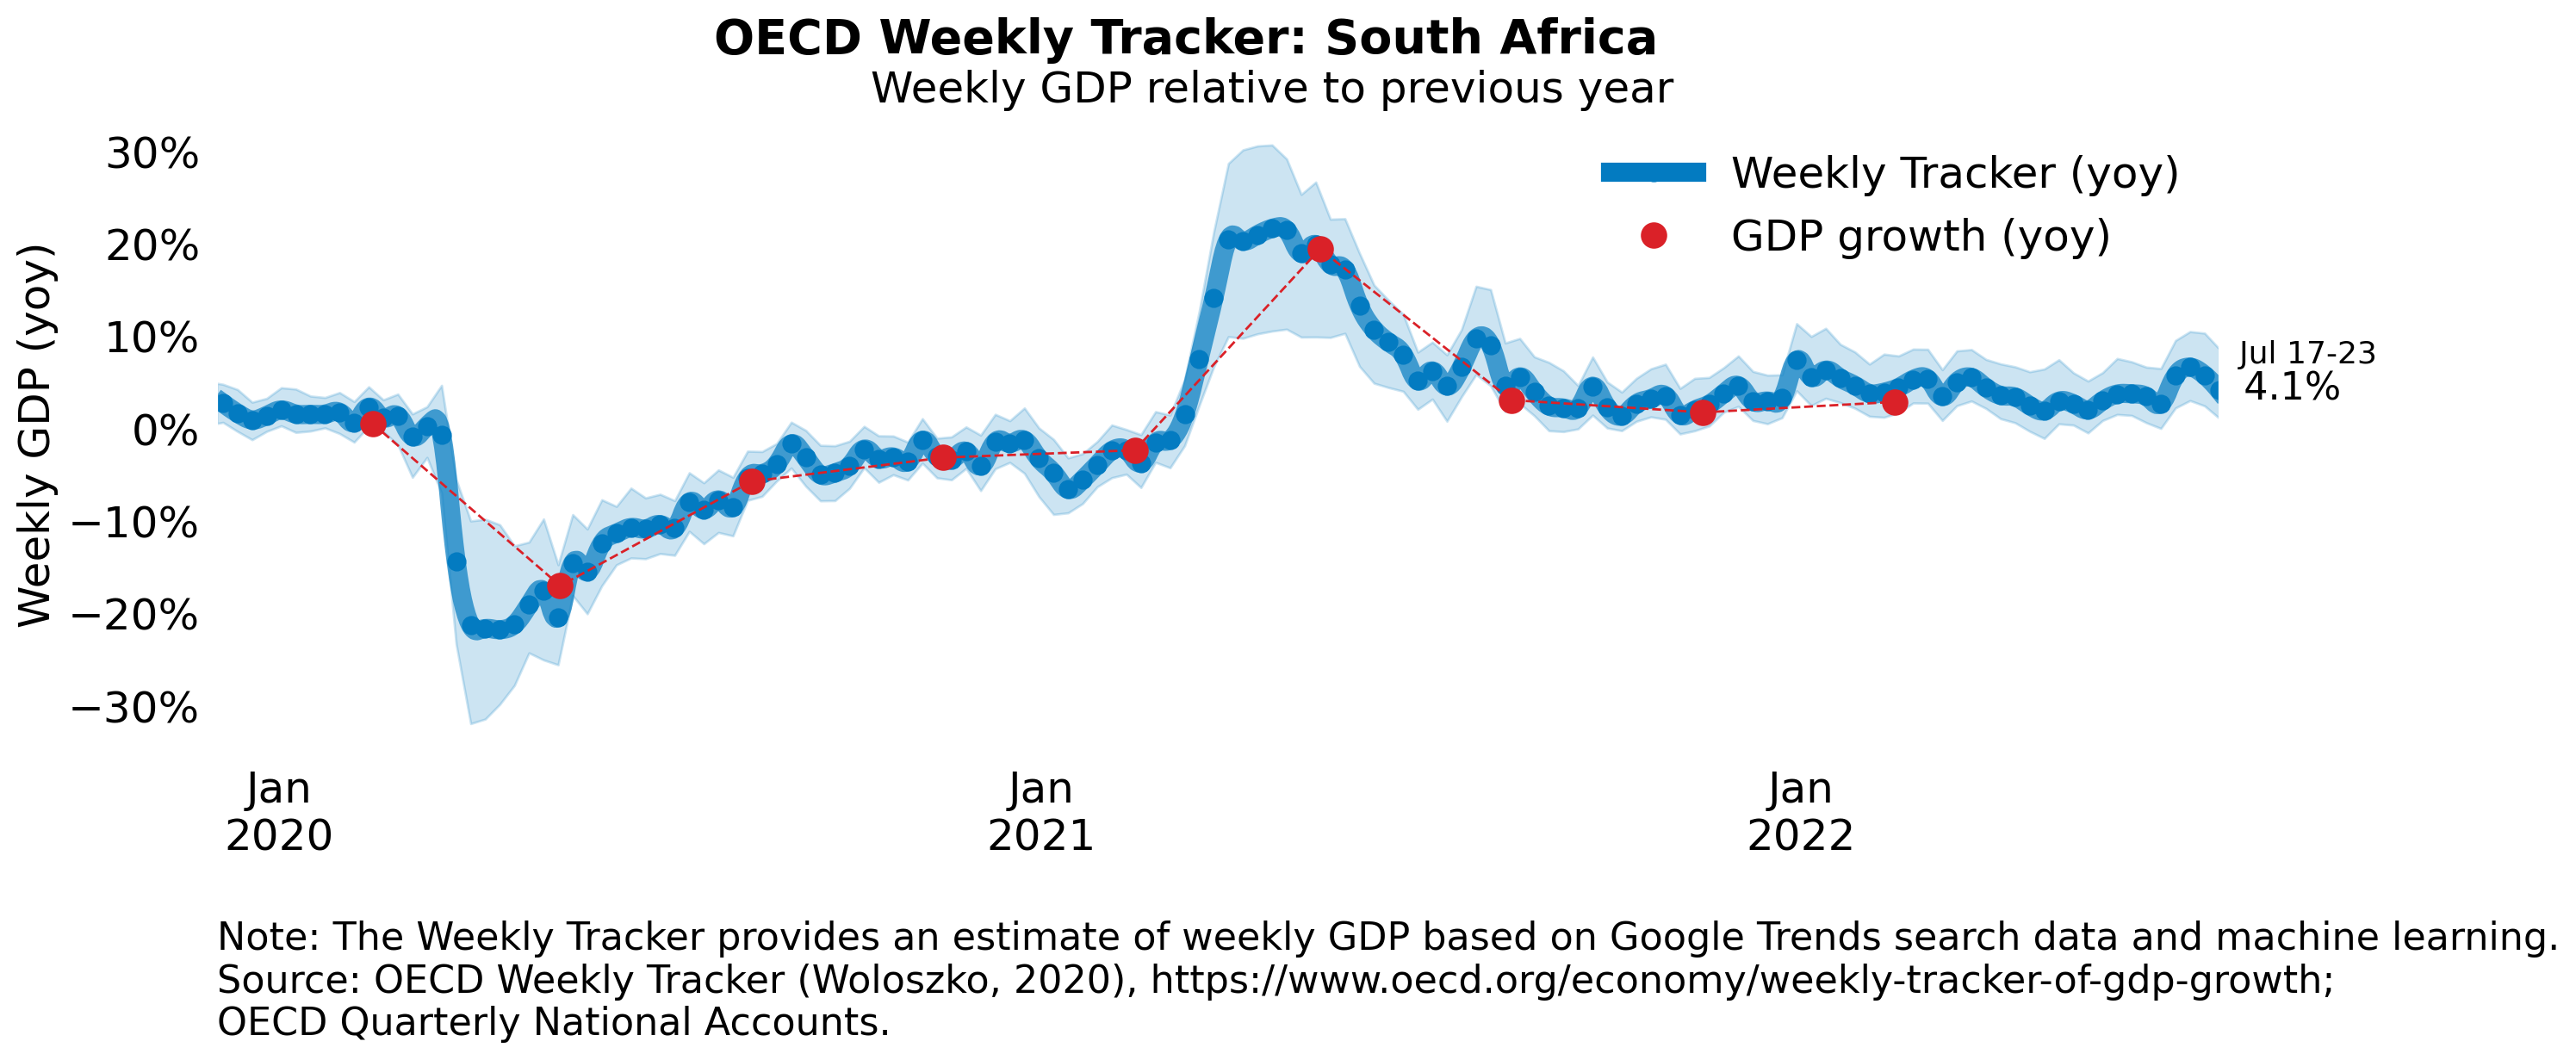 OECD Weekly Tracker: South Africa
Weekly GDP relative to previous year
Weekly GDP (yoy)
30%
20%
10%
0%
−10%
−20%
−30%
Weekly Tracker (yoy)
GDP growth (yoy)
Jul 17-23
4.1%
Jan
2020
Jan
2021
Jan
2022
Note: The Weekly Tracker provides an estimate of weekly GDP based on Google Trends search data and machine learning.
Source: OECD Weekly Tracker (Woloszko, 2020), https://www.oecd.org/economy/weekly-tracker-of-gdp-growth;
OECD Quarterly National Accounts.